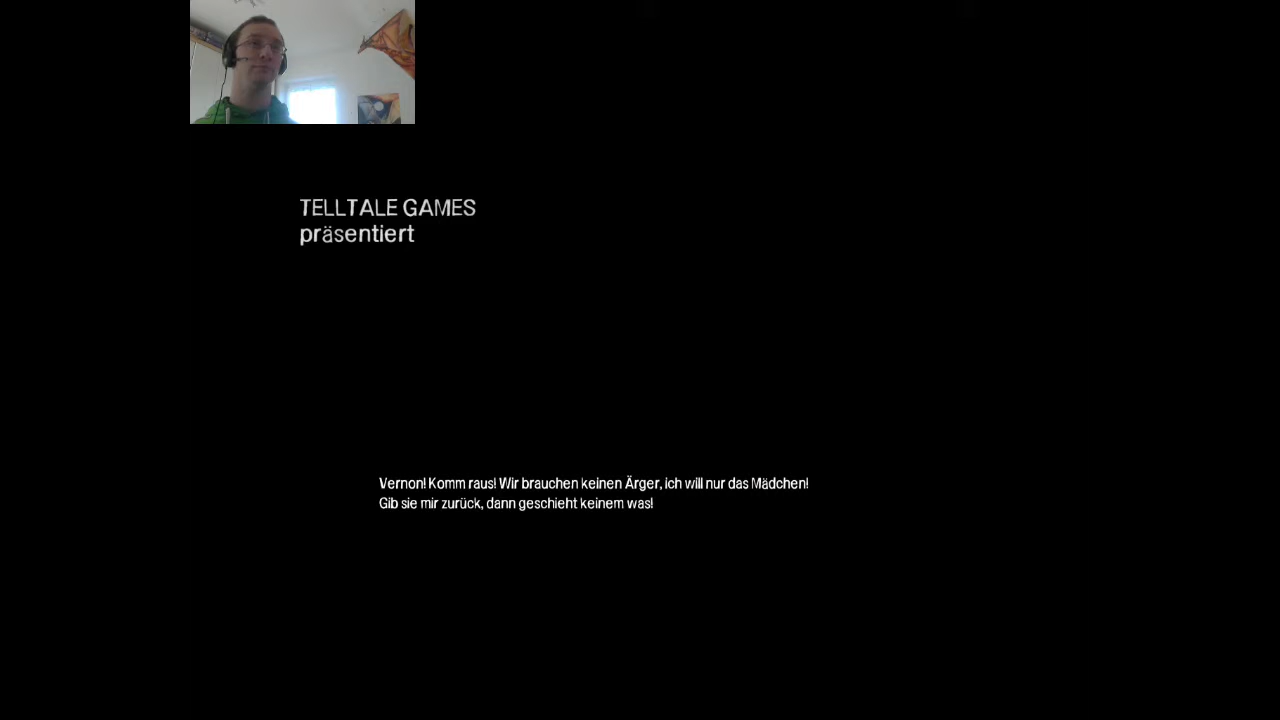 TELLTALE GAMES
präsentiert
Vernon! Komm raus! Wir brauchen keinen Ärger, ich will nur das Mädchen!
Gib sie mir zurück, dann geschieht keinem was!